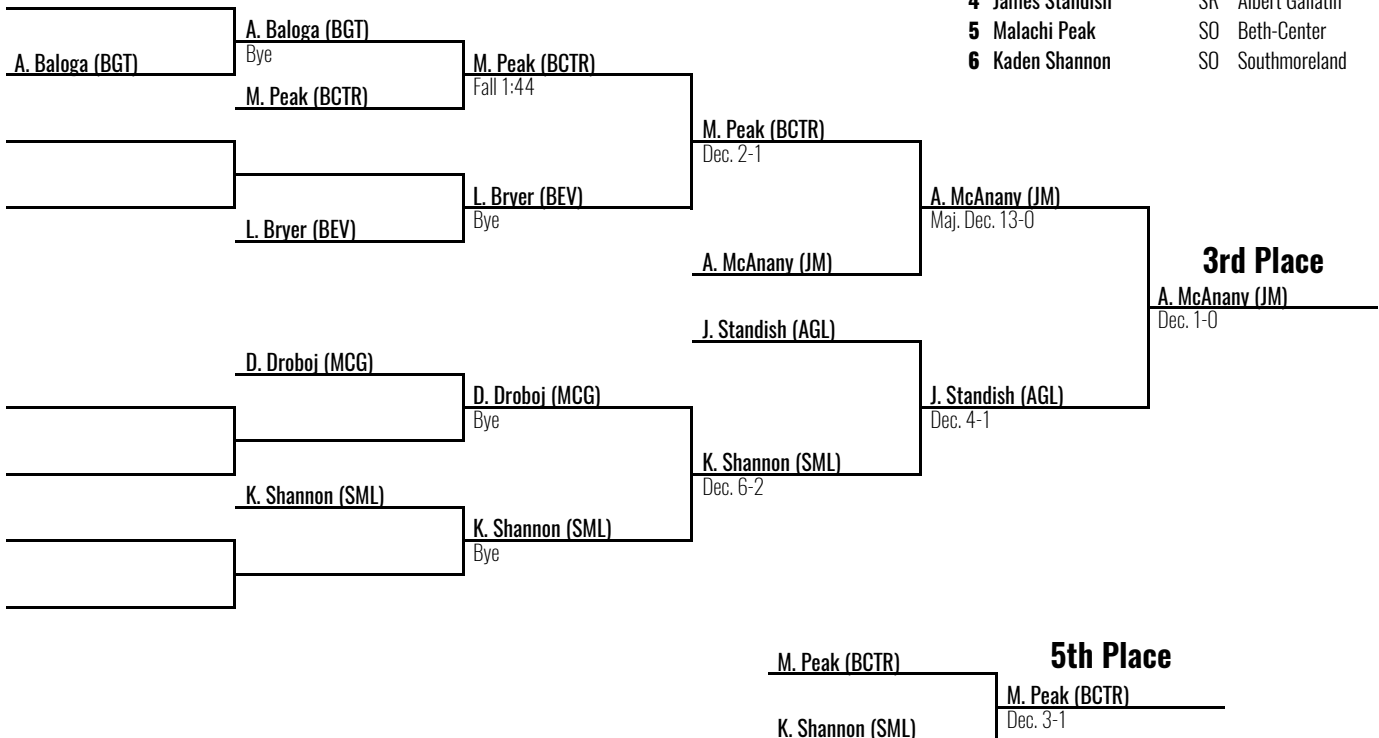 4 James Standish SR Albert Gallatin
5 Malachi Peak SO Beth-Center
6 Kaden Shannon SO Southmoreland
A. Baloga (BGT)
A. Baloga (BGT)
Bye
M. Peak (BCTR)
M. Peak (BCTR)
Fall 1:44
L. Bryer (BEV)
L. Bryer (BEV)
Bye
M. Peak (BCTR)
Dec. 2-1
A. McAnany (JM)
A. McAnany (JM)
Maj. Dec. 13-0
3rd Place
A. McAnany (JM)
Dec. 1-0
J. Standish (AGL)
J. Standish (AGL)
Dec. 4-1
D. Droboj (MCG)
D. Droboj (MCG)
Bye
K. Shannon (SML)
Dec. 6-2
K. Shannon (SML)
K. Shannon (SML)
Bye
5th Place
M. Peak (BCTR)
M. Peak (BCTR)
Dec. 3-1
K. Shannon (SML)